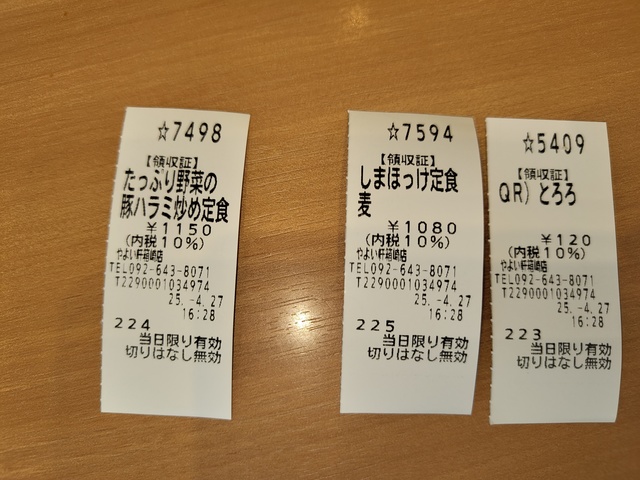 ☆7498
【領収証】
たっぷり野菜の
豚ハラミ炒め定食
¥1150
(内税10%)
やよい軒箱崎店
TEL092-643-8071
T2290001034974
25.-4.27
16:28
224
当日限り有効
切りはなし無効
☆7594
【領収証】
しまほっけ定食
麦
¥1080
(内税10%)
やよい軒箱崎店
TEL092-643-8071
T2290001034974
25.-4.27
16:28
225
当日限り有効
切りはなし無効
☆5409
【領収証】
QR)とろろ
¥120
(内税10%)
やよい軒箱崎店
TEL092-643-8071
T2290001034974
25.-4.27
16:28
223
当日限り有効
切りはなし無効